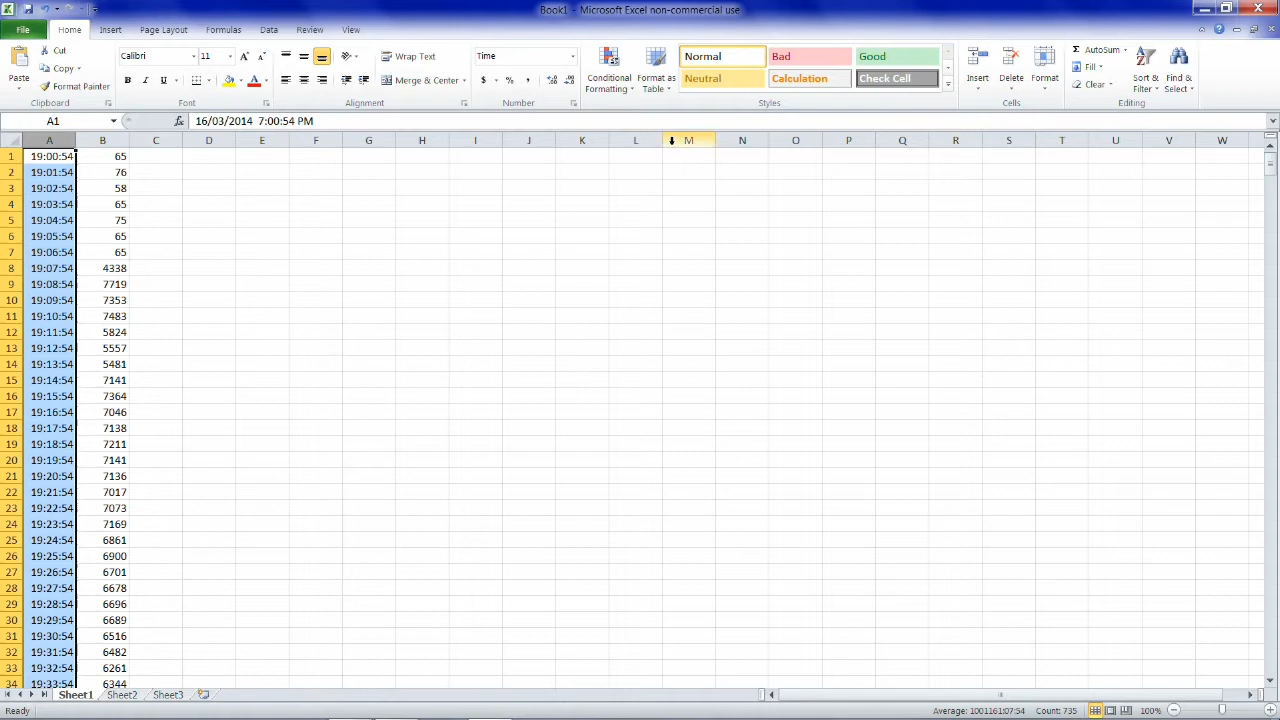 Book1 - Microsoft Excel non-commercial use
File Home Insert Page Layout Formulas Data Review View
Paste
Cut
Copy
Format Painter
Clipboard
Calibri 11
B I U
Font
Wrap Text
Merge & Center
Alignment
Time
$ % ,
Number
Conditional Formatting
Format as Table
Normal Bad Good
Neutral Calculation Check Cell
Styles
Insert Delete Format
Cells
AutoSum
Fill
Clear
Sort & Filter
Find & Select
Editing
A1 fx 16/03/2014 7:00:54 PM
A B C D E F G H I J K L M N O P Q R S T U V W
1 19:00:54 65
2 19:01:54 76
3 19:02:54 58
4 19:03:54 65
5 19:04:54 75
6 19:05:54 65
7 19:06:54 65
8 19:07:54 4338
9 19:08:54 7719
10 19:09:54 7353
11 19:10:54 7483
12 19:11:54 5824
13 19:12:54 5557
14 19:13:54 5481
15 19:14:54 7141
16 19:15:54 7364
17 19:16:54 7046
18 19:17:54 7138
19 19:18:54 7211
20 19:19:54 7141
21 19:20:54 7136
22 19:21:54 7017
23 19:22:54 7073
24 19:23:54 7169
25 19:24:54 6861
26 19:25:54 6900
27 19:26:54 6701
28 19:27:54 6678
29 19:28:54 6696
30 19:29:54 6689
31 19:30:54 6516
32 19:31:54 6482
33 19:32:54 6261
34 19:33:54 6344
Sheet1 Sheet2 Sheet3
Ready Average: 1001161:07:54 Count: 735 100%